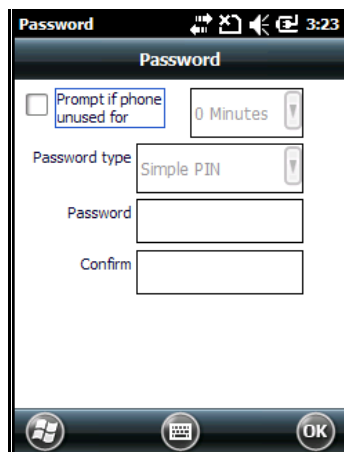 Password 3:23
Password
Prompt if phone
unused for
0 Minutes
Password type
Simple PIN
Password
Confirm
OK